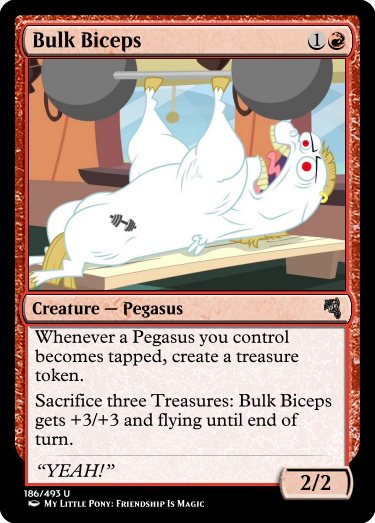 Bulk Biceps 1
Creature — Pegasus
Whenever a Pegasus you control
becomes tapped, create a treasure
token.
Sacrifice three Treasures: Bulk Biceps
gets +3/+3 and flying until end of
turn.
“YEAH!”
2/2
186/493 U
My Little Pony: Friendship Is Magic